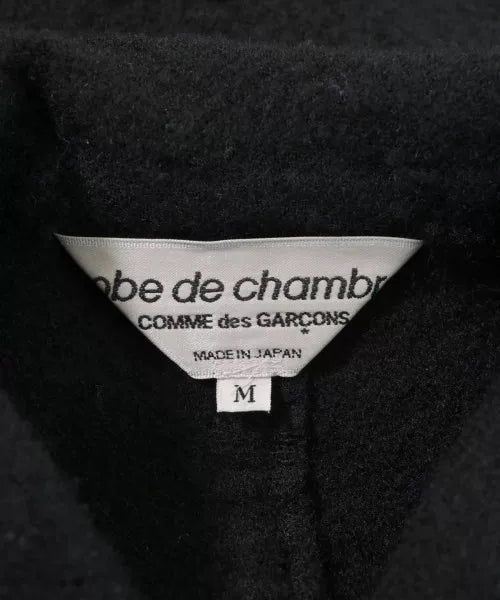 obe de chambr
COMME des GARÇONS
*
MADE IN JAPAN
M